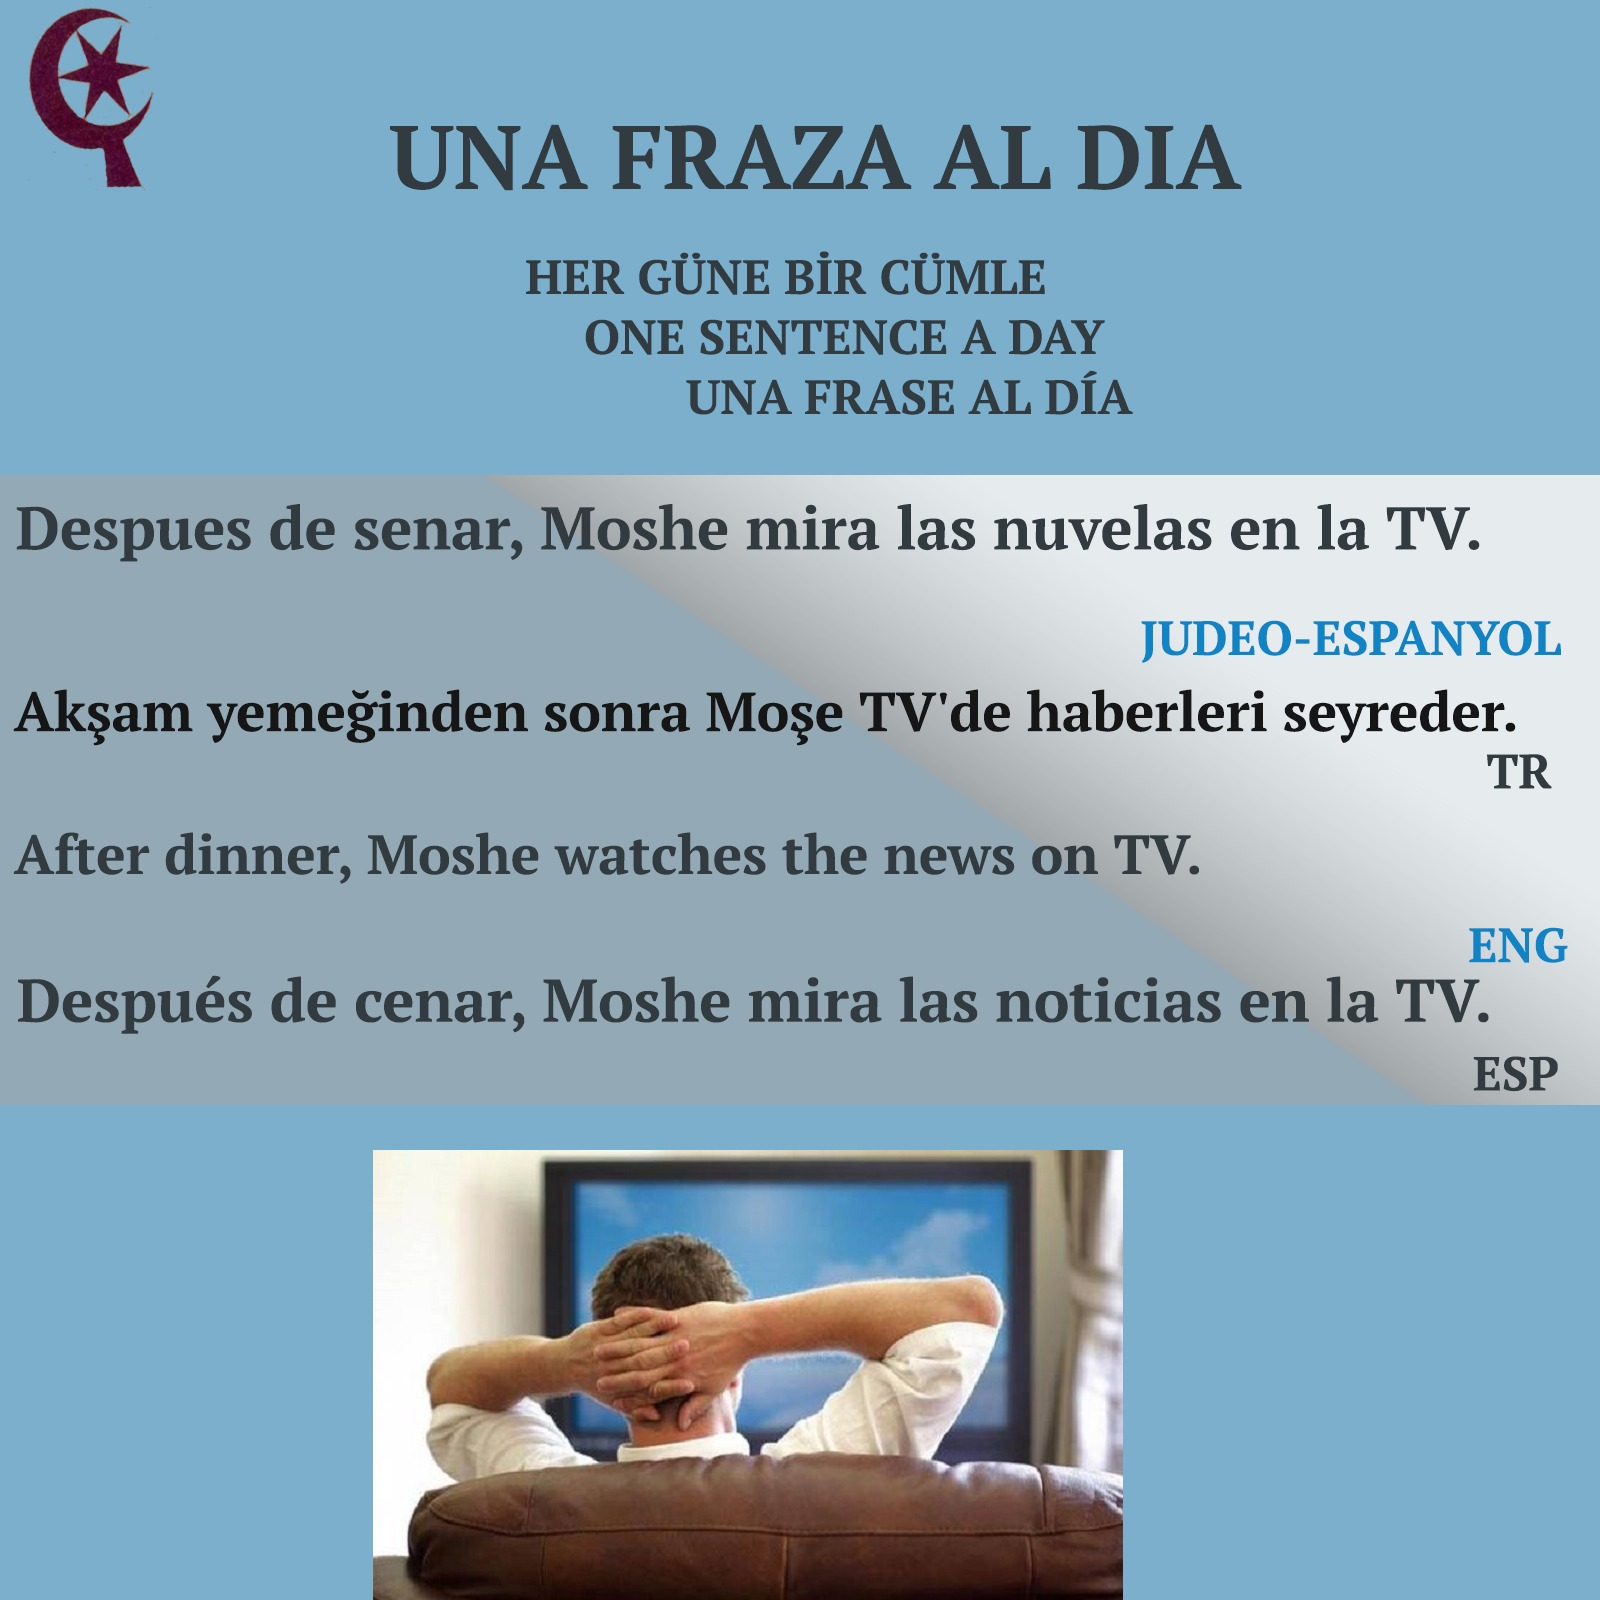 UNA FRAZA AL DIA
HER GÜNE BİR CÜMLE
ONE SENTENCE A DAY
UNA FRASE AL DÍA
Despues de senar, Moshe mira las nuvelas en la TV.
JUDEO-ESPANYOL
Akşam yemeğinden sonra Moşe TV'de haberleri seyreder.
TR
After dinner, Moshe watches the news on TV.
ENG
Después de cenar, Moshe mira las noticias en la TV.
ESP